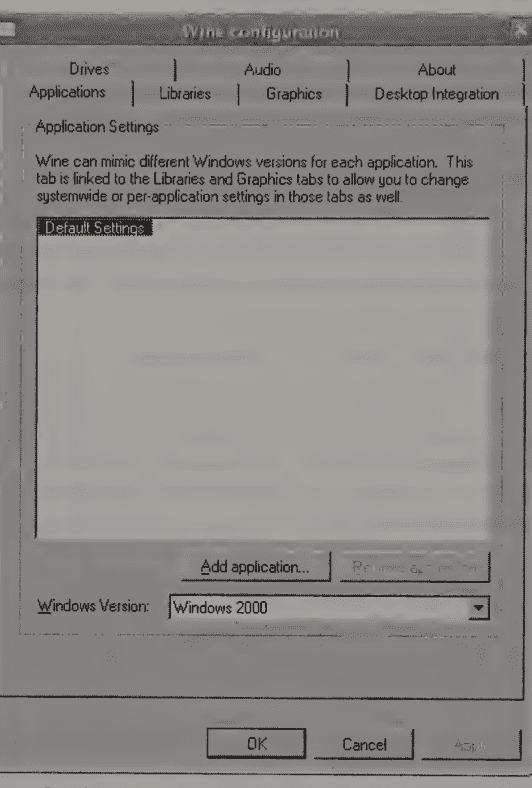 Wine configuration
Drives Audio About
Applications Libraries Graphics Desktop Integration
Application Settings
Wine can mimic different Windows versions for each application. This
tab is linked to the Libraries and Graphics tabs to allow you to change
systemwide or per-application settings in those tabs as well.
Default Settings
Add application...
Windows Version: Windows 2000
OK Cancel